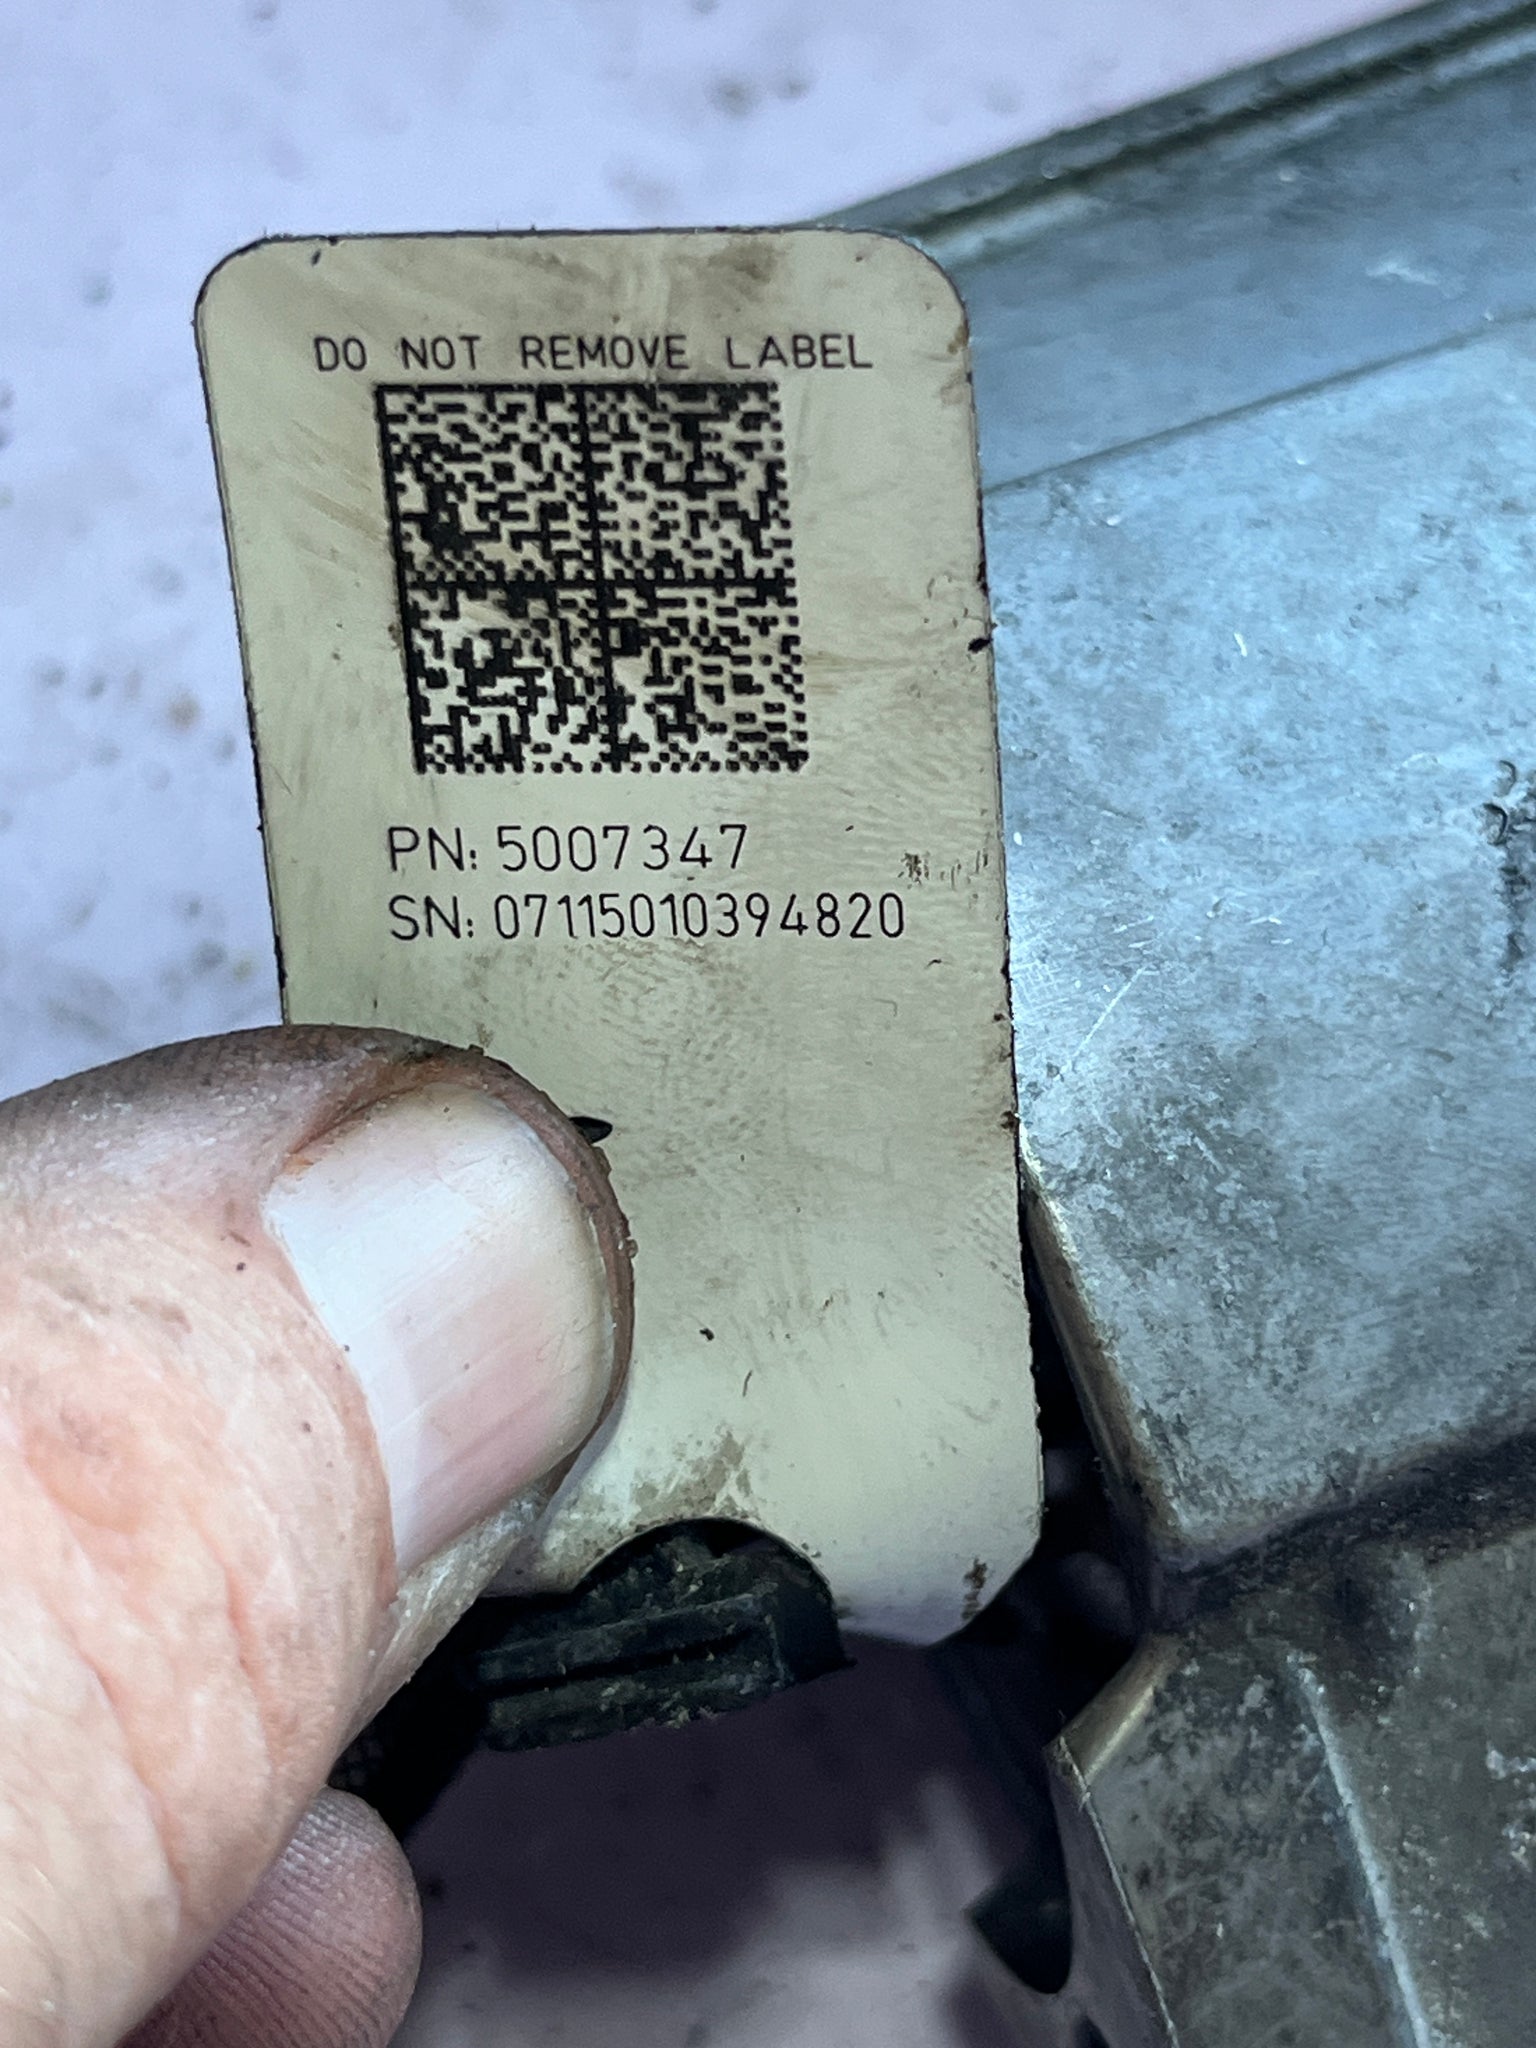 DO NOT REMOVE LABEL
PN: 5007347
SN: 07115010394820